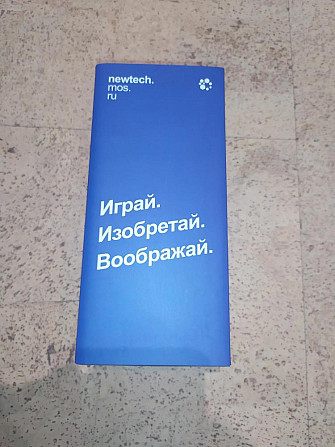 newtech.
mos.
ru
Играй.
Изобретай.
Воображай.